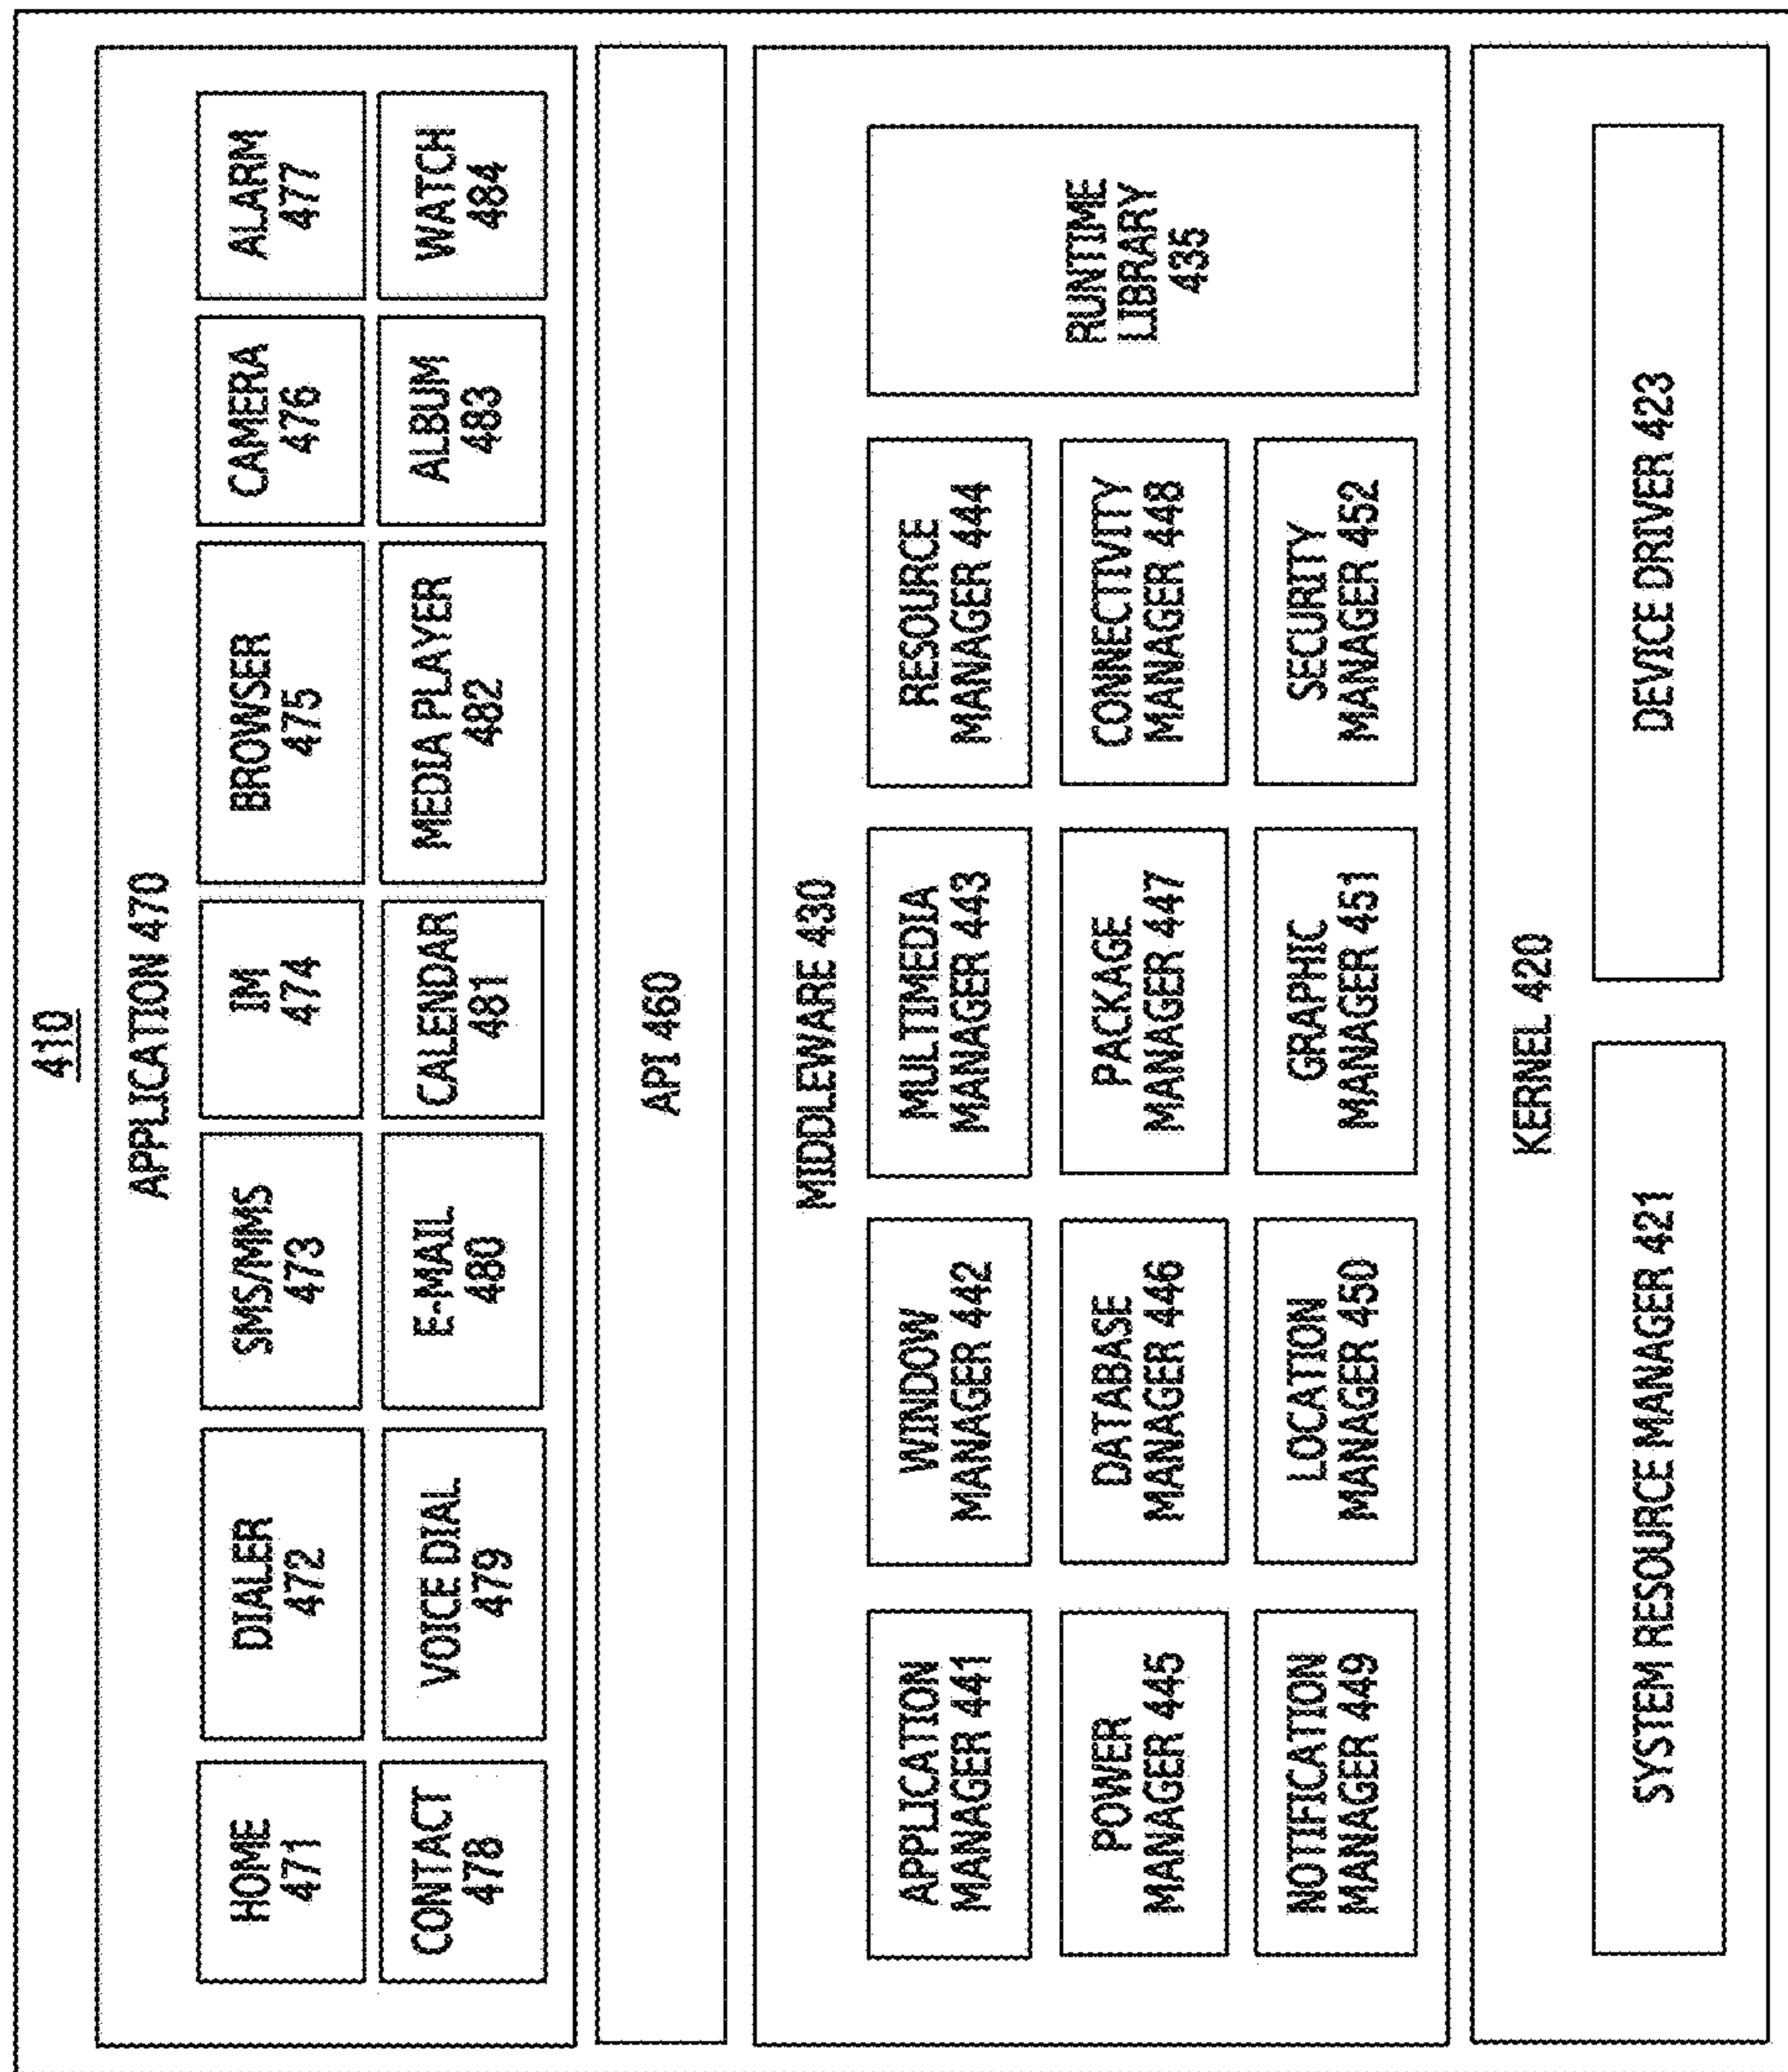 410
APPLICATION 470
HOME
471
DIALER
472
SMS/MMS
473
IM
474
BROWSER
475
CAMERA
476
ALARM
477
CONTACT
478
VOICE DIAL
479
E-MAIL
480
CALENDAR
481
MEDIA PLAYER
482
ALBUM
483
WATCH
484
API 460
MIDDLEWARE 430
APPLICATION
MANAGER 441
WINDOW
MANAGER 442
MULTIMEDIA
MANAGER 443
RESOURCE
MANAGER 444
POWER
MANAGER 445
DATABASE
MANAGER 446
PACKAGE
MANAGER 447
CONNECTIVITY
MANAGER 448
NOTIFICATION
MANAGER 449
LOCATION
MANAGER 450
GRAPHIC
MANAGER 451
SECURITY
MANAGER 452
RUNTIME
LIBRARY
435
KERNEL 420
SYSTEM RESOURCE MANAGER 421
DEVICE DRIVER 423